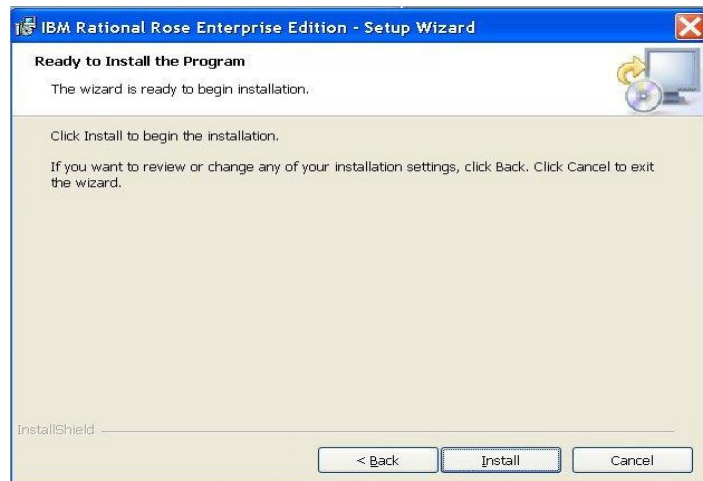 IBM Rational Rose Enterprise Edition - Setup Wizard
Ready to Install the Program
The wizard is ready to begin installation.
Click Install to begin the installation.
If you want to review or change any of your installation settings, click Back. Click Cancel to exit
the wizard.
InstallShield
< Back Install Cancel